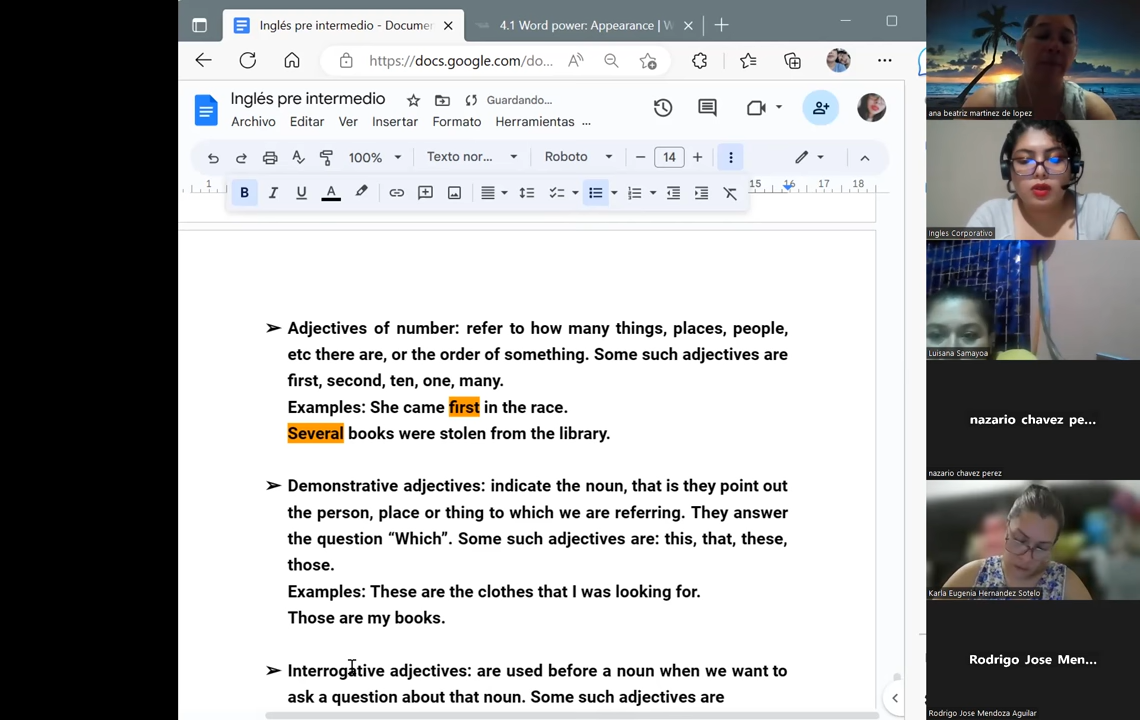 Inglés pre intermedio - Documen
4.1 Word power: Appearance | W
https://docs.google.com/do...
Inglés pre intermedio
Guardando...
Archivo Editar Ver Insertar Formato Herramientas ...
100% Texto nor... Roboto 14
B I U A
1 15 16 17 18
➢ Adjectives of number: refer to how many things, places, people,
etc there are, or the order of something. Some such adjectives are
first, second, ten, one, many.
Examples: She came first in the race.
Several books were stolen from the library.
➢ Demonstrative adjectives: indicate the noun, that is they point out
the person, place or thing to which we are referring. They answer
the question “Which”. Some such adjectives are: this, that, these,
those.
Examples: These are the clothes that I was looking for.
Those are my books.
➢ Interrogative adjectives: are used before a noun when we want to
ask a question about that noun. Some such adjectives are
ana beatriz martinez de lopez
Ingles Corporativo
Luisana Samayoa
nazario chavez pe...
nazario chavez perez
Karla Eugenia Hernandez Sotelo
Rodrigo Jose Men...
Rodrigo Jose Mendoza Aguilar